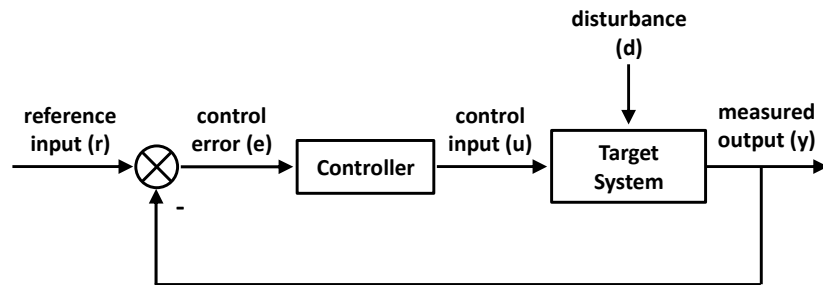 disturbance
(d)
reference
input (r)
control
error (e)
Controller
control
input (u)
Target
System
measured
output (y)
-